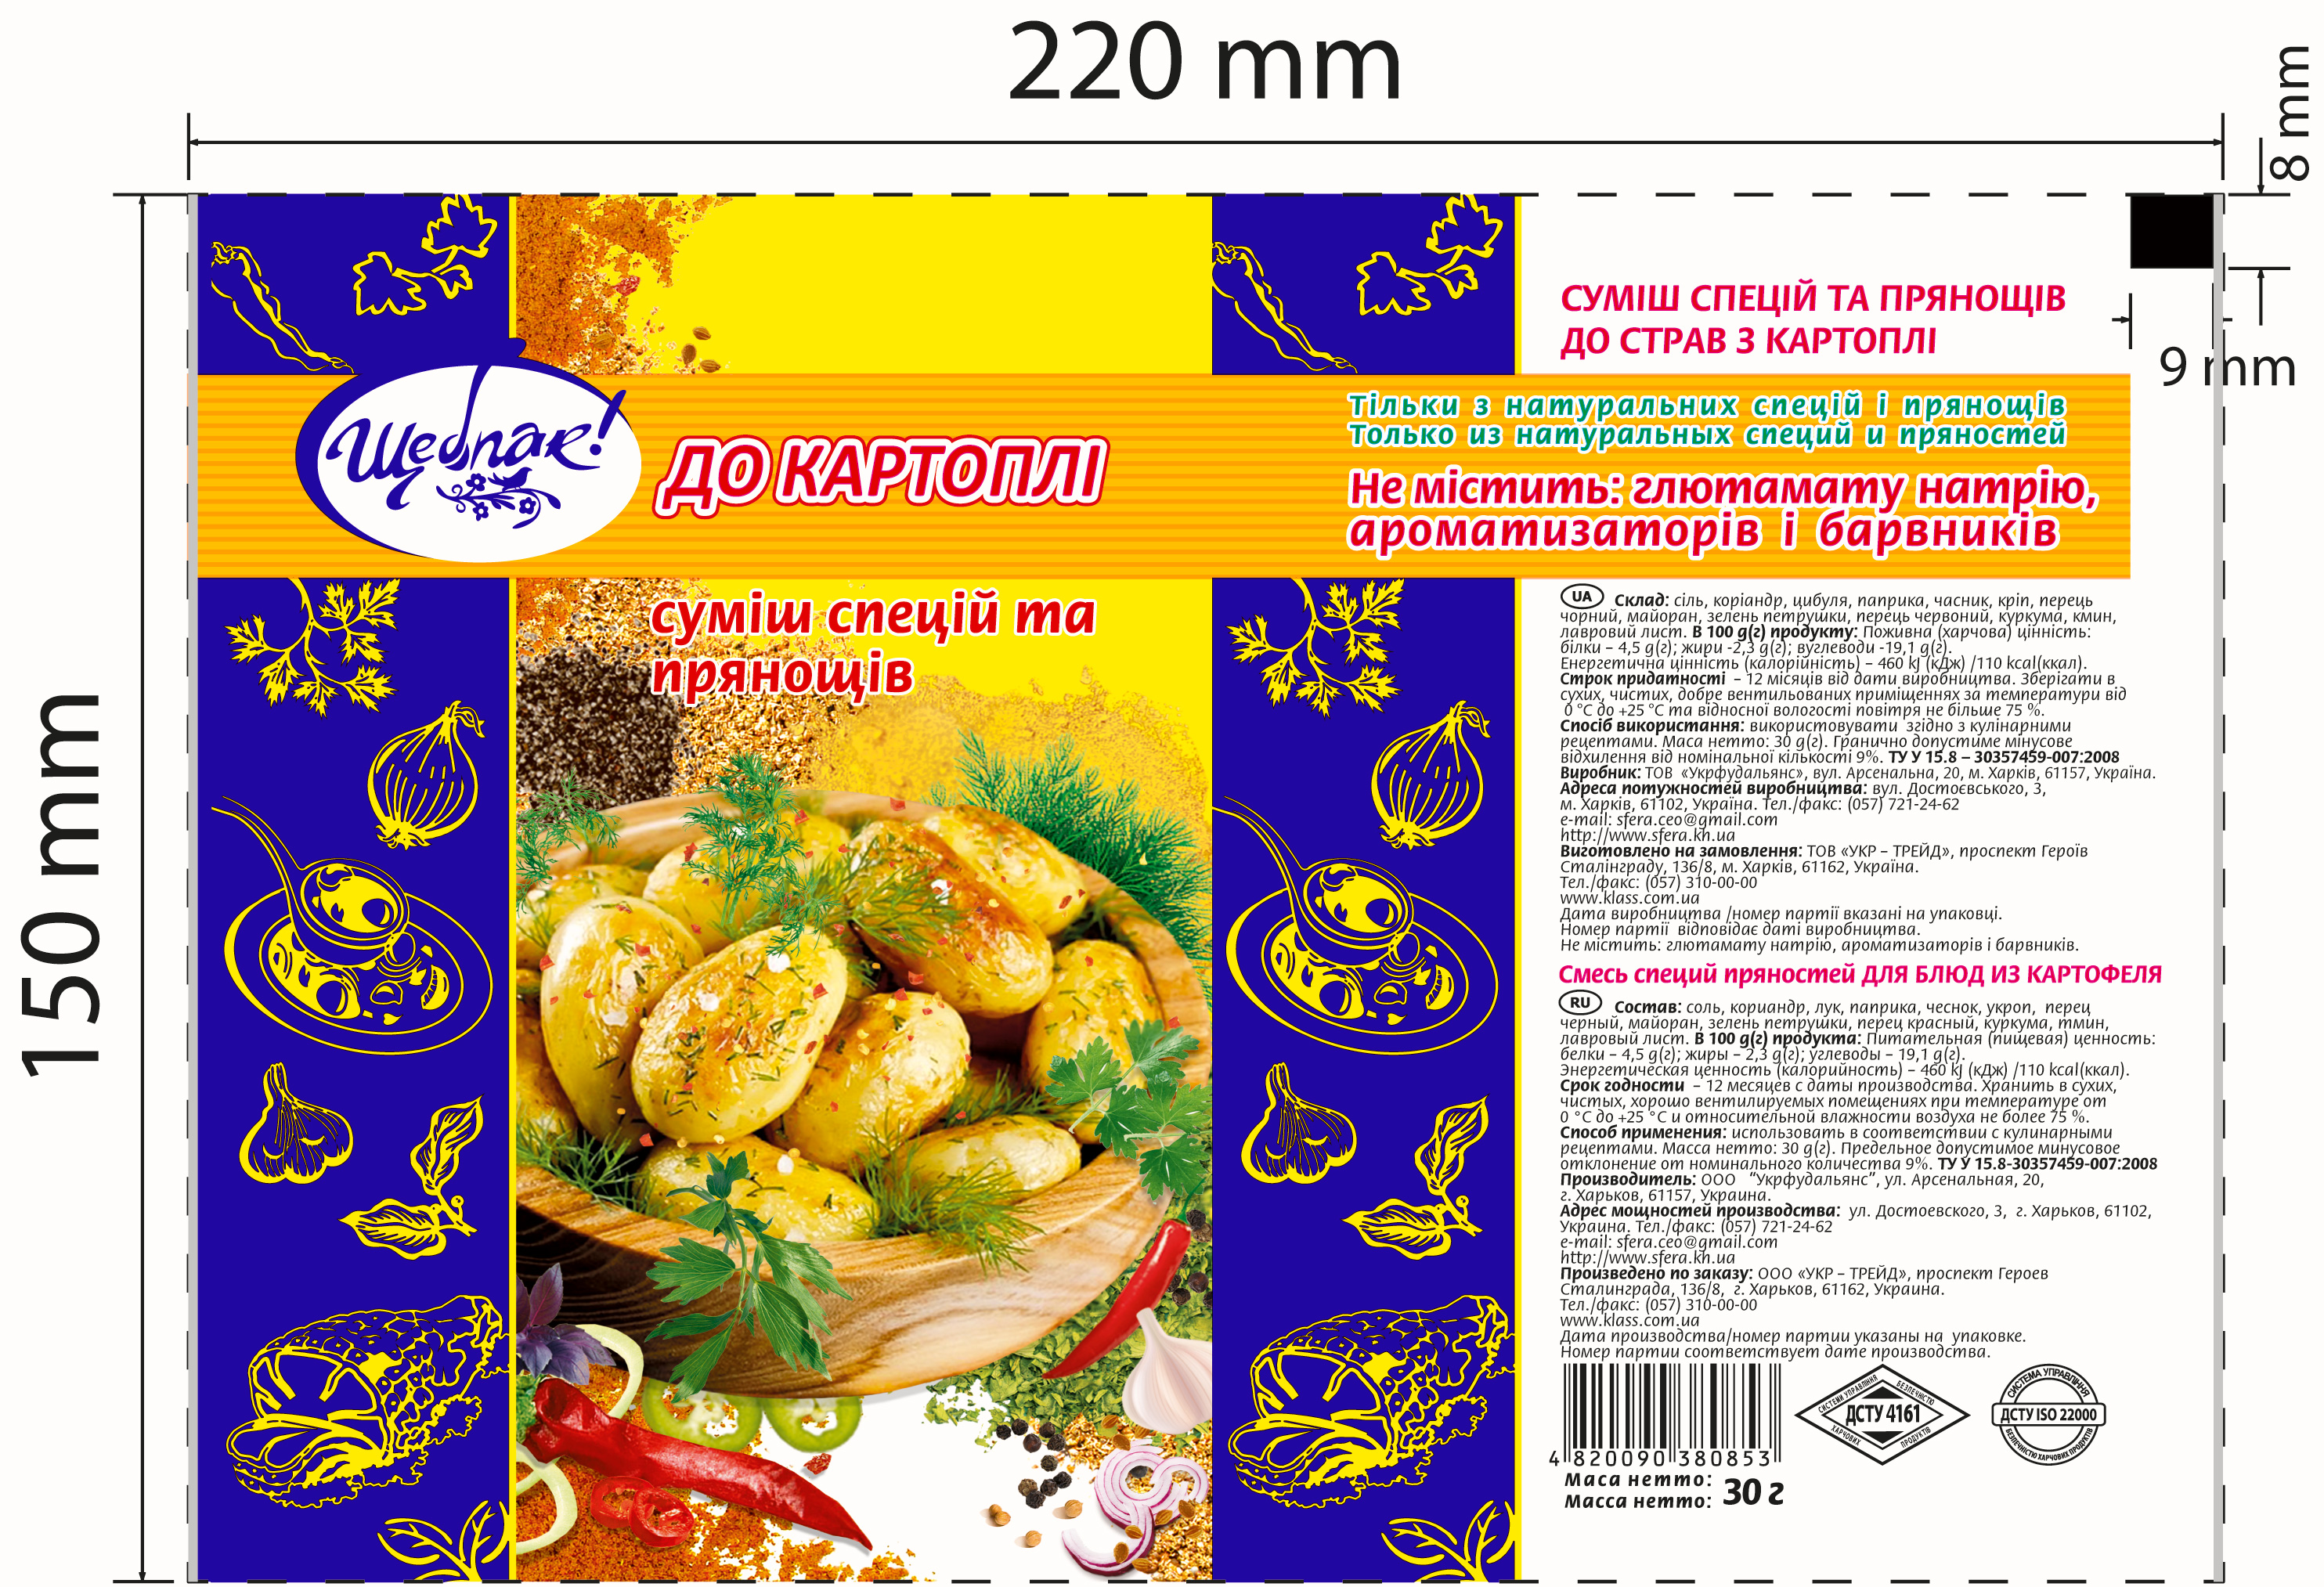 220 mm
8 mm
9 mm
150 mm
Щедрик!
ДО КАРТОПЛІ
суміш спецій та
прянощів
СУМІШ СПЕЦІЙ ТА ПРЯНОЩІВ
ДО СТРАВ З КАРТОПЛІ
Тільки з натуральних спецій і прянощів
Только из натуральных специй и пряностей
Не містить: глютамату натрію,
ароматизаторів і барвників
UA Склад: сіль, коріандр, цибуля, паприка, часник, кріп, перець
чорний, майоран, зелень петрушки, перець червоний, куркума, кмин,
лавровий лист. В 100 g(г) продукту: Поживна (харчова) цінність:
білки – 4,5 g(г); жири -2,3 g(г); вуглеводи -19,1 g(г).
Енергетична цінність (калорійність) – 460 kJ (кДж) /110 kcal(ккал).
Строк придатності – 12 місяців від дати виробництва. Зберігати в
сухих, чистих, добре вентильованих приміщеннях за температури від
0 °С до +25 °С та відносної вологості повітря не більше 75 %.
Спосіб використання: використовувати згідно з кулінарними
рецептами. Маса нетто: 30 g(г). Гранично допустиме мінусове
відхилення від номінальної кількості 9%. ТУ У 15.8 – 30357459-007:2008
Виробник: ТОВ «Укрфудальянс», вул. Арсенальна, 20, м. Харків, 61157, Україна.
Адреса потужностей виробництва: вул. Достоєвського, 3,
м. Харків, 61102, Україна. Тел./факс: (057) 721-24-62
e-mail: sfera.ceo@gmail.com
http://www.sfera.kh.ua
Виготовлено на замовлення: ТОВ «УКР – ТРЕЙД», проспект Героїв
Сталінграду, 136/8, м. Харків, 61162, Україна.
Тел./факс: (057) 310-00-00
www.klass.com.ua
Дата виробництва /номер партії вказані на упаковці.
Номер партії відповідає даті виробництва.
Не містить: глютамату натрію, ароматизаторів і барвників.
Смесь специй пряностей ДЛЯ БЛЮД ИЗ КАРТОФЕЛЯ
RU Состав: соль, кориандр, лук, паприка, чеснок, укроп, перец
черный, майоран, зелень петрушки, перец красный, куркума, тмин,
лавровый лист. В 100 g(г) продукта: Питательная (пищевая) ценность:
белки – 4,5 g(г); жиры – 2,3 g(г); углеводы – 19,1 g(г).
Энергетическая ценность (калорийность) – 460 kJ (кДж) /110 kcal(ккал).
Срок годности – 12 месяцев с даты производства. Хранить в сухих,
чистых, хорошо вентилируемых помещениях при температуре от
0 °С до +25 °С и относительной влажности воздуха не более 75 %.
Способ применения: использовать в соответствии с кулинарными
рецептами. Масса нетто: 30 g(г). Предельное допустимое минусовое
отклонение от номинального количества 9%. ТУ У 15.8-30357459-007:2008
Производитель: ООО "Укрфудальянс", ул. Арсенальная, 20,
г. Харьков, 61157, Украина.
Адрес мощностей производства: ул. Достоевского, 3, г. Харьков, 61102,
Украина. Тел./факс: (057) 721-24-62
e-mail: sfera.ceo@gmail.com
http://www.sfera.kh.ua
Произведено по заказу: ООО «УКР – ТРЕЙД», проспект Героев
Сталинграда, 136/8, г. Харьков, 61162, Украина.
Тел./факс: (057) 310-00-00
www.klass.com.ua
Дата производства/номер партии указаны на упаковке.
Номер партии соответствует дате производства.
4 820090 380853
СИСТЕМИ УПРАВЛІННЯ БЕЗПЕЧНІСТЮ
ДСТУ 4161
ХАРЧОВИХ ПРОДУКТІВ
СИСТЕМА УПРАВЛІННЯ
ДСТУ ISO 22000
БЕЗПЕЧНІСТЮ ХАРЧОВИХ ПРОДУКТІВ
Маса нетто:
Масса нетто: 30 г